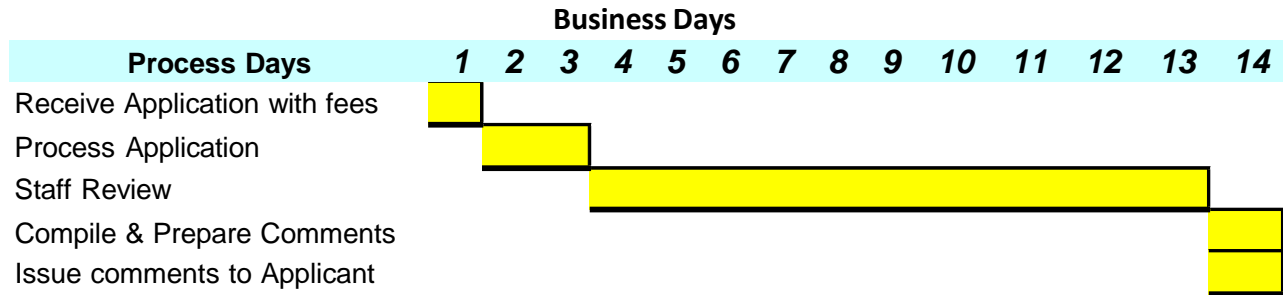 Business Days
Process Days 1 2 3 4 5 6 7 8 9 10 11 12 13 14
Receive Application with fees
Process Application
Staff Review
Compile & Prepare Comments
Issue comments to Applicant